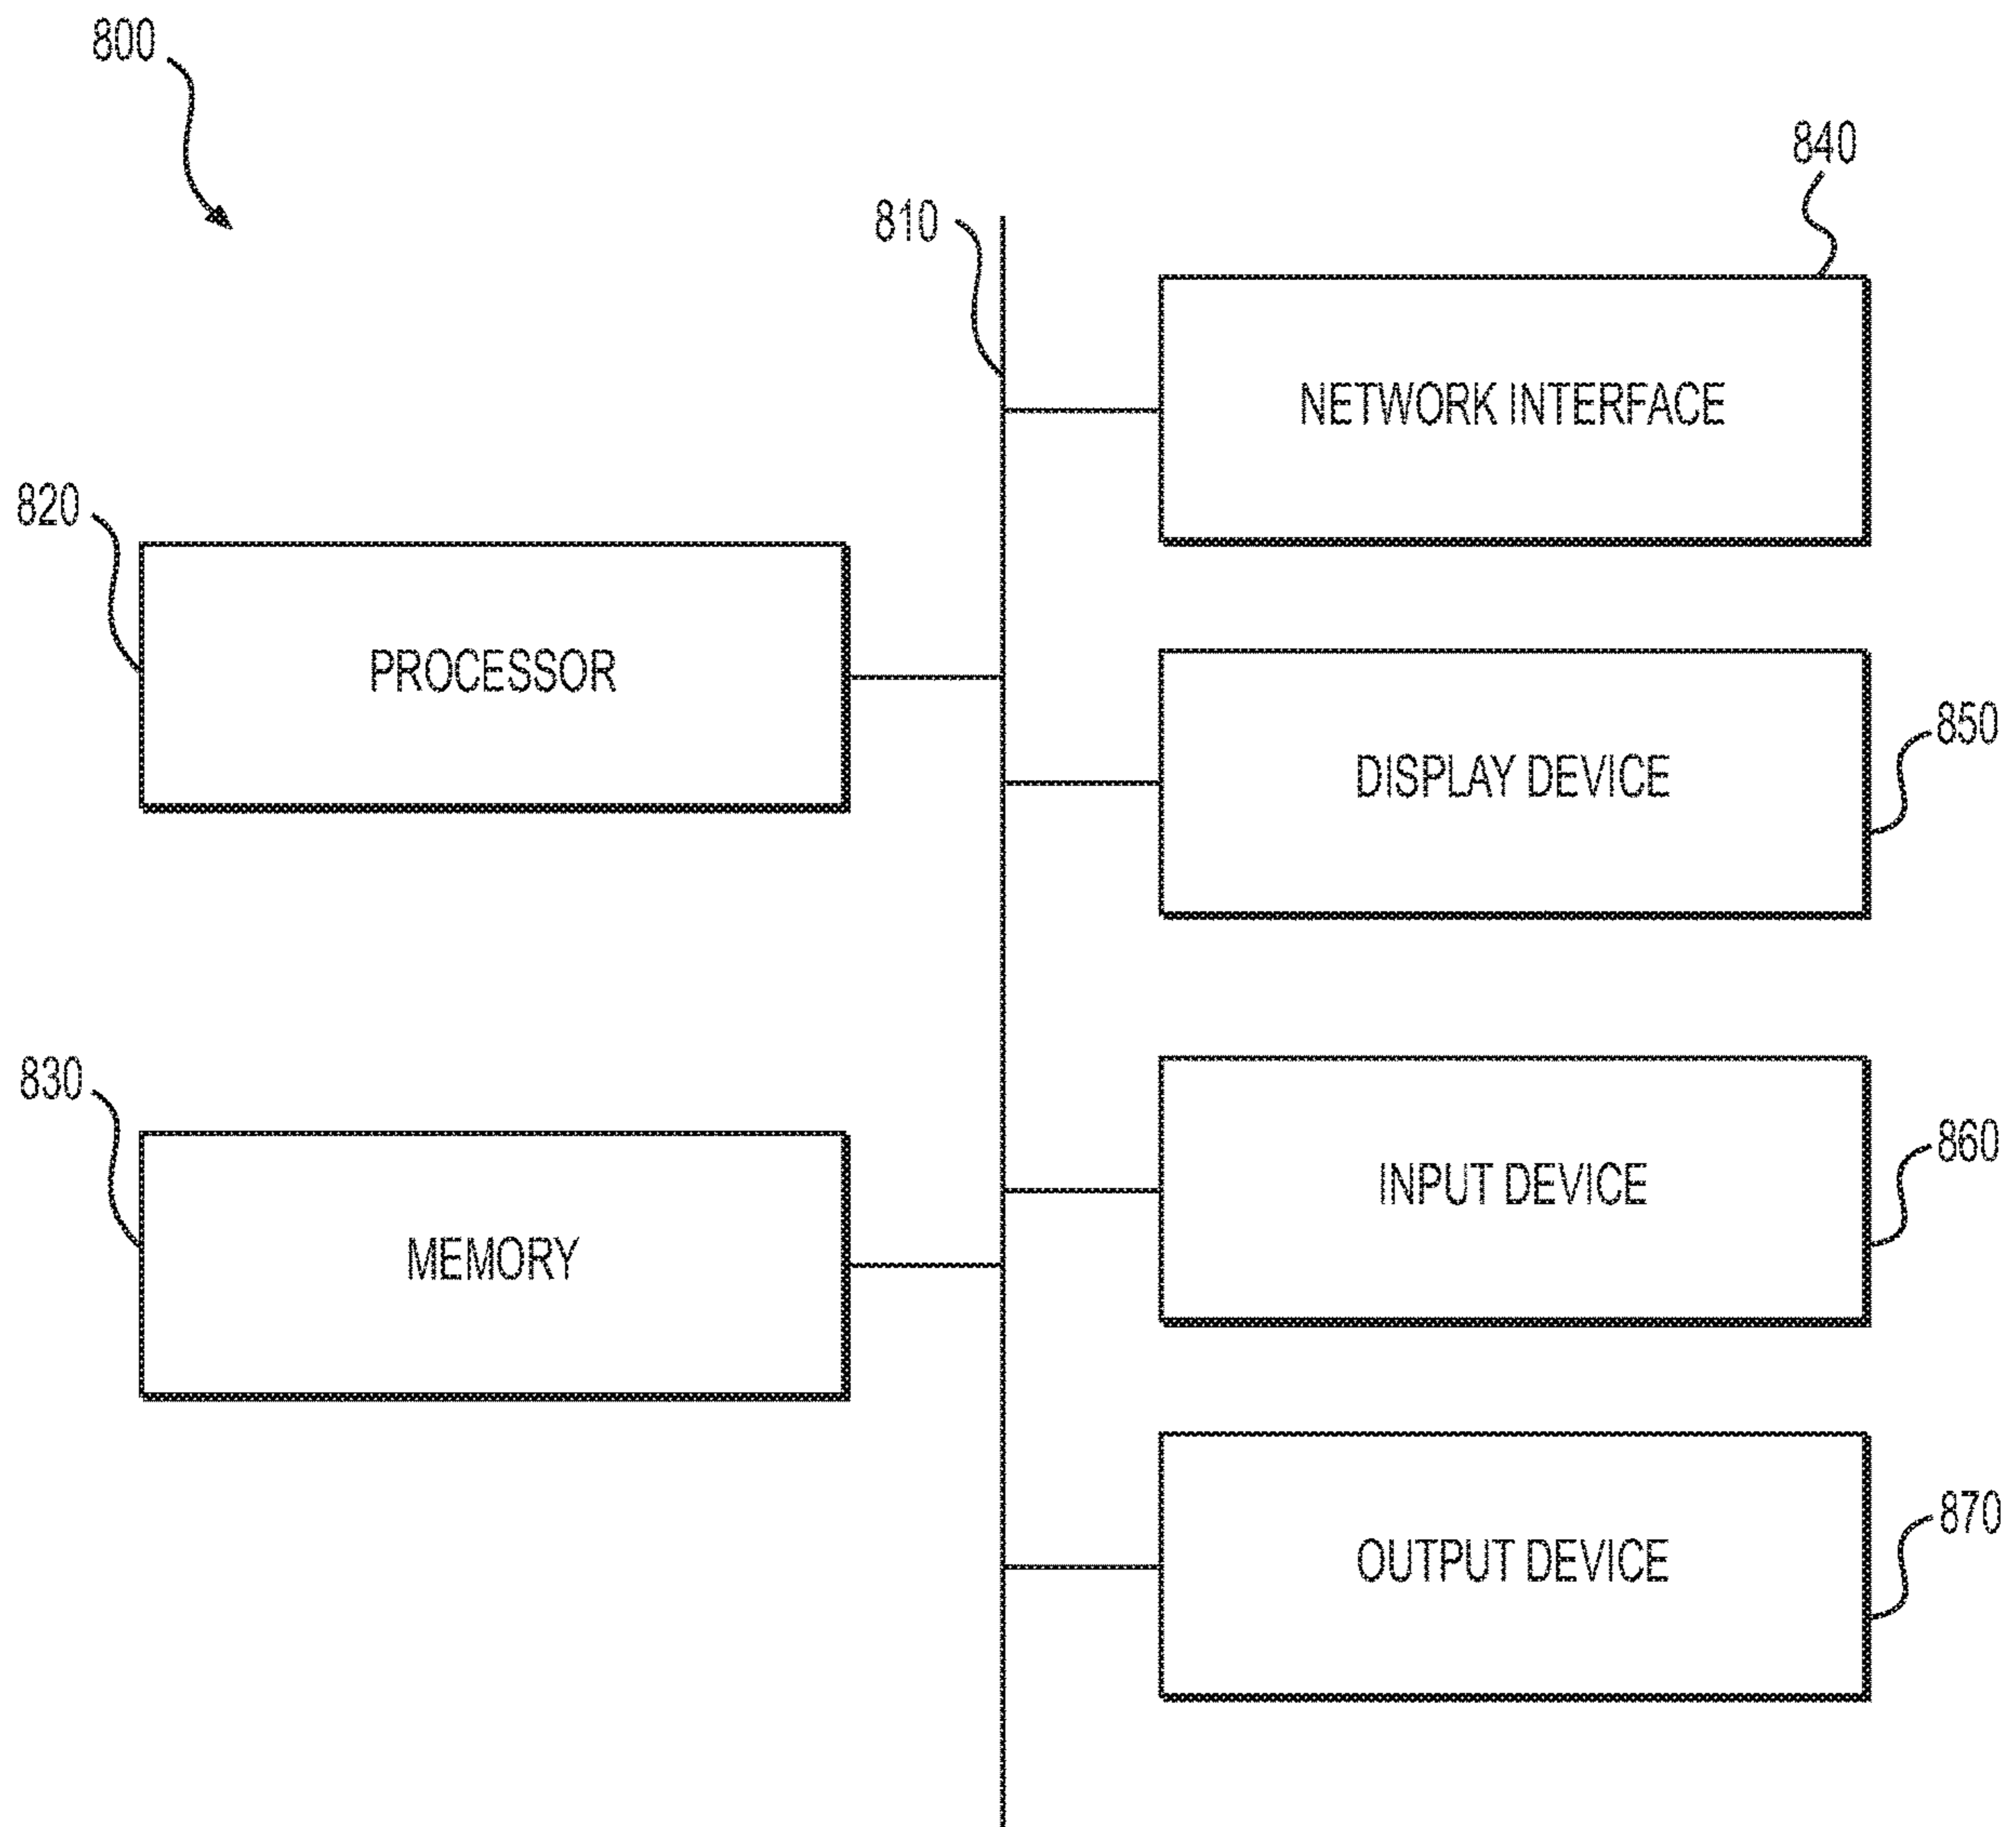 800
840
810
NETWORK INTERFACE
820
PROCESSOR
850
DISPLAY DEVICE
830
860
INPUT DEVICE
MEMORY
870
OUTPUT DEVICE